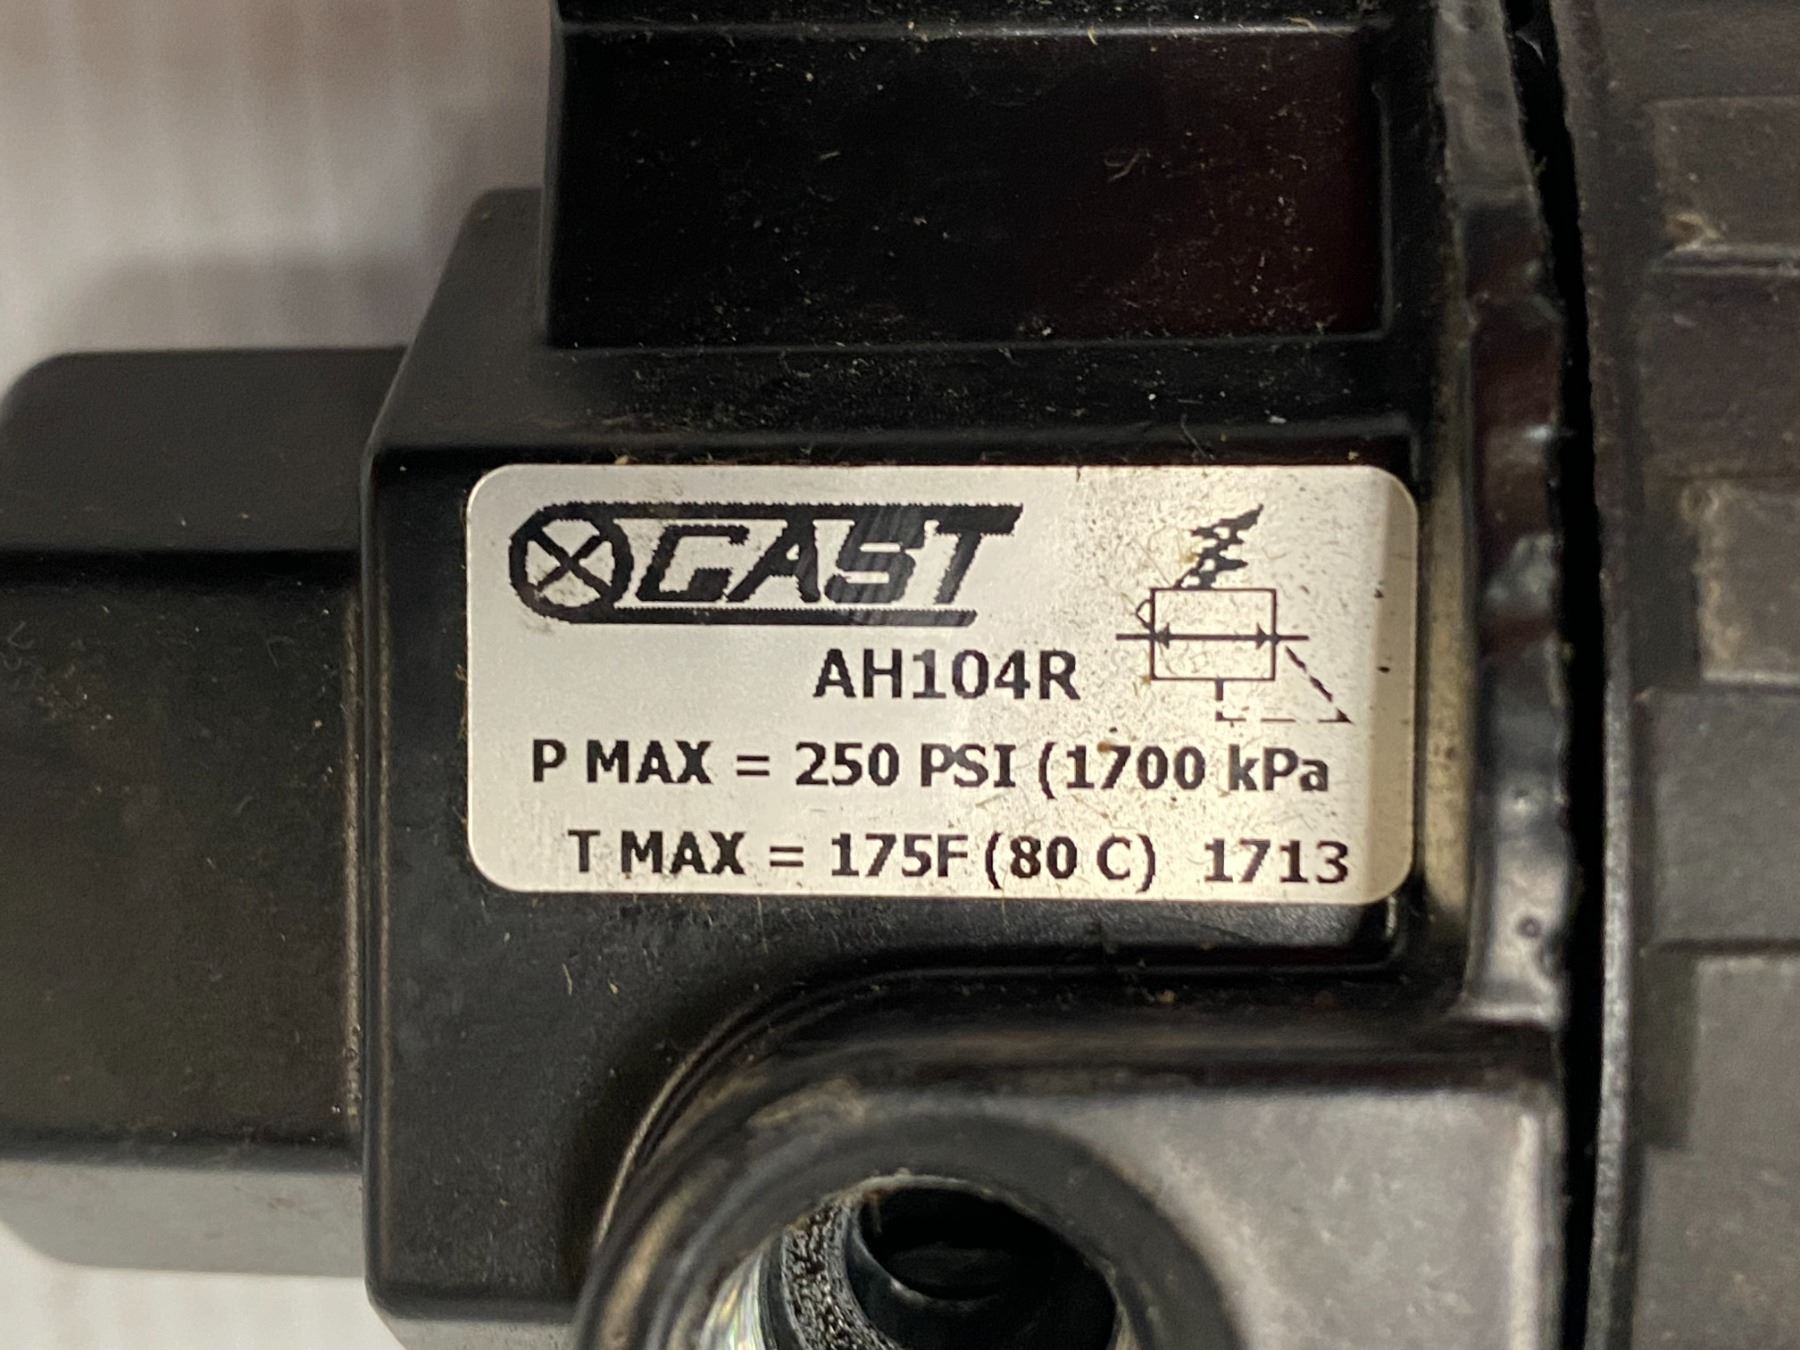 GAST
AH104R
P MAX = 250 PSI (1700 kPa
T MAX = 175F (80 C) 1713